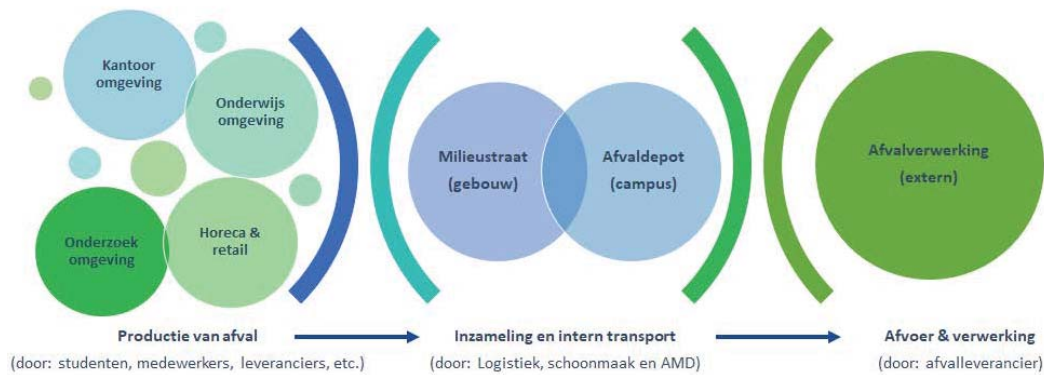 Kantoor
omgeving
Onderwijs
omgeving
Onderzoek
omgeving
Horeca &
retail
Milieustraat
(gebouw)
Afvaldepot
(campus)
Afvalverwerking
(extern)
Productie van afval
(door: studenten, medewerkers, leveranciers, etc.)
Inzameling en intern transport
(door: Logistiek, schoonmaak en AMD)
Afvoer & verwerking
(door: afvalleverancier)